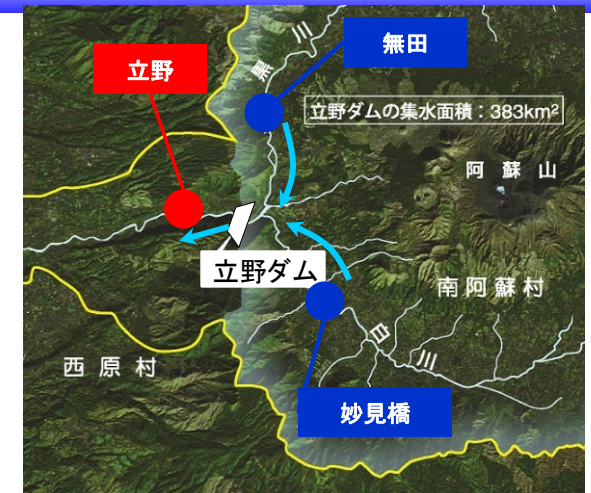 無田
立野
黒川
立野ダムの集水面積：383km²
阿蘇山
立野ダム
南阿蘇村
白川
西原村
妙見橋